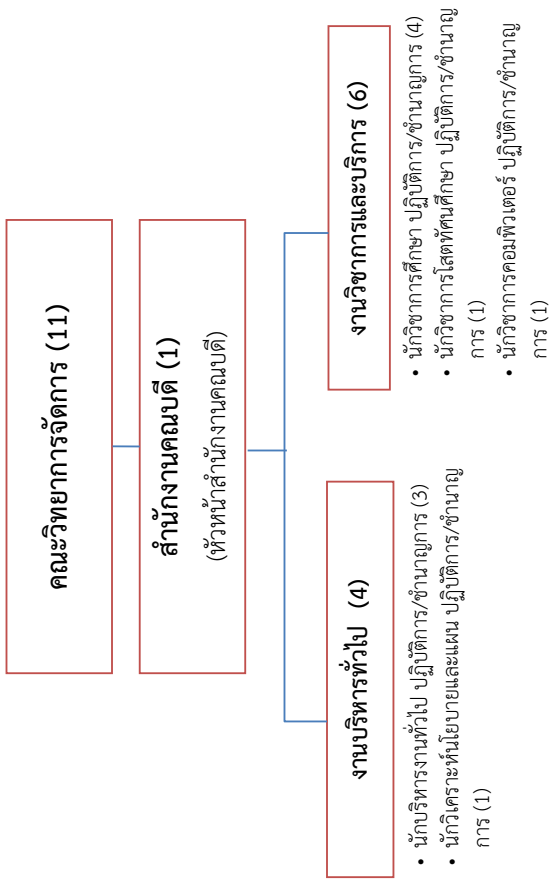 คณะวิทยาการจัดการ (11)
สำนักงานคณบดี (1)
(หัวหน้าสำนักงานคณบดี)
งานบริหารทั่วไป (4)
• นักบริหารงานทั่วไป ปฏิบัติการ/ชำนาญการ (3)
• นักวิเคราะห์นโยบายและแผน ปฏิบัติการ/ชำนาญ
การ (1)
งานวิชาการและบริการ (6)
• นักวิชาการศึกษา ปฏิบัติการ/ชำนาญการ (4)
• นักวิชาการโสตทัศนศึกษา ปฏิบัติการ/ชำนาญ
การ (1)
• นักวิชาการคอมพิวเตอร์ ปฏิบัติการ/ชำนาญ
การ (1)